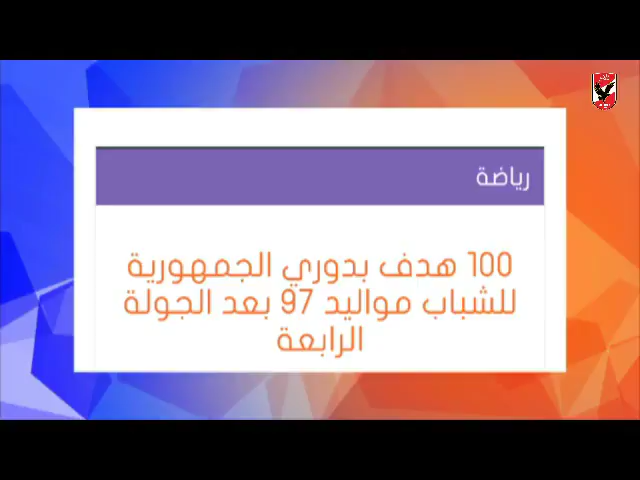 رياضة
100 هدف بدوري الجمهورية
للشباب مواليد 97 بعد الجولة
الرابعة